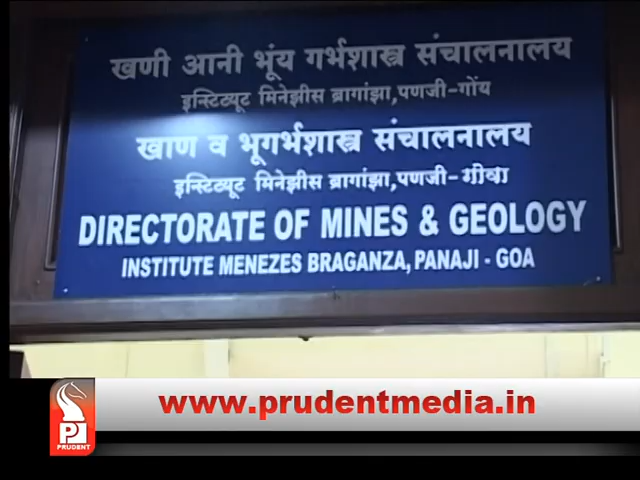 खणी आनी भूंय गर्भशास्त्र संचालनालय
इन्स्टिट्यूट मिनेझीस ब्रागांझा,पणजी-गोंय
खाण व भूगर्भशास्त्र संचालनालय
इन्स्टिट्यूट मिनेझीस ब्रागांझा,पणजी-गोवा
DIRECTORATE OF MINES & GEOLOGY
INSTITUTE MENEZES BRAGANZA, PANAJI - GOA
www.prudentmedia.in
PRUDENT